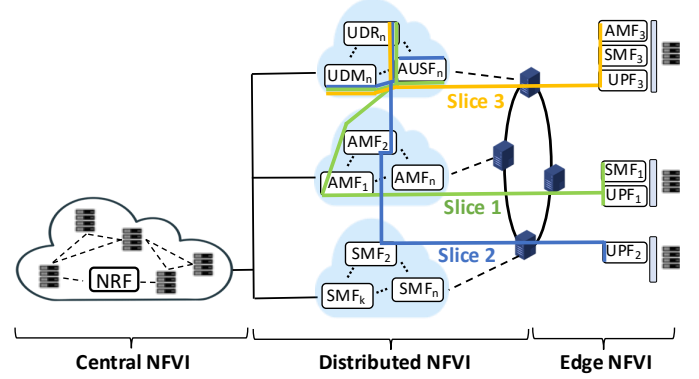 UDRₙ
UDMₙ
AUSFₙ
AMF₃
SMF₃
UPF₃
Slice 3
AMF₂
AMF₁
AMFₙ
SMF₁
UPF₁
Slice 1
Slice 2
UPF₂
SMF₂
SMFₖ
SMFₙ
NRF
Central NFVI
Distributed NFVI
Edge NFVI